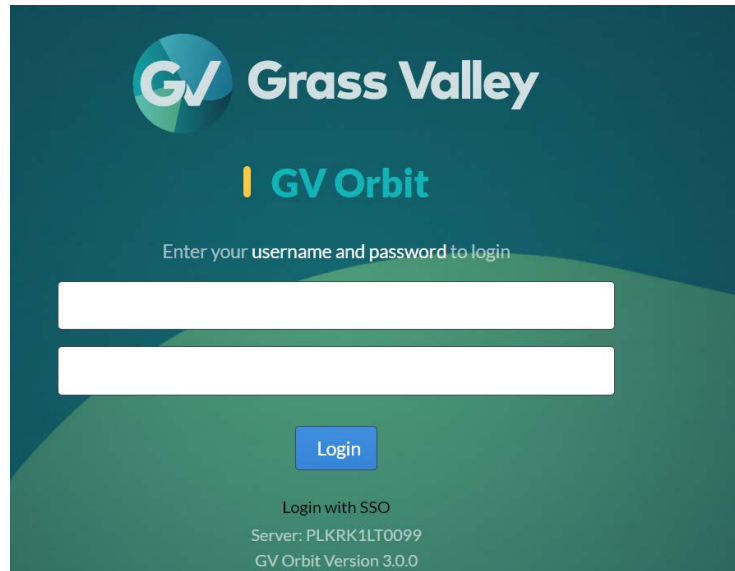 GV Grass Valley
GV Orbit
Enter your username and password to login
Login
Login with SSO
Server: PLKRK1LT0099
GV Orbit Version 3.0.0